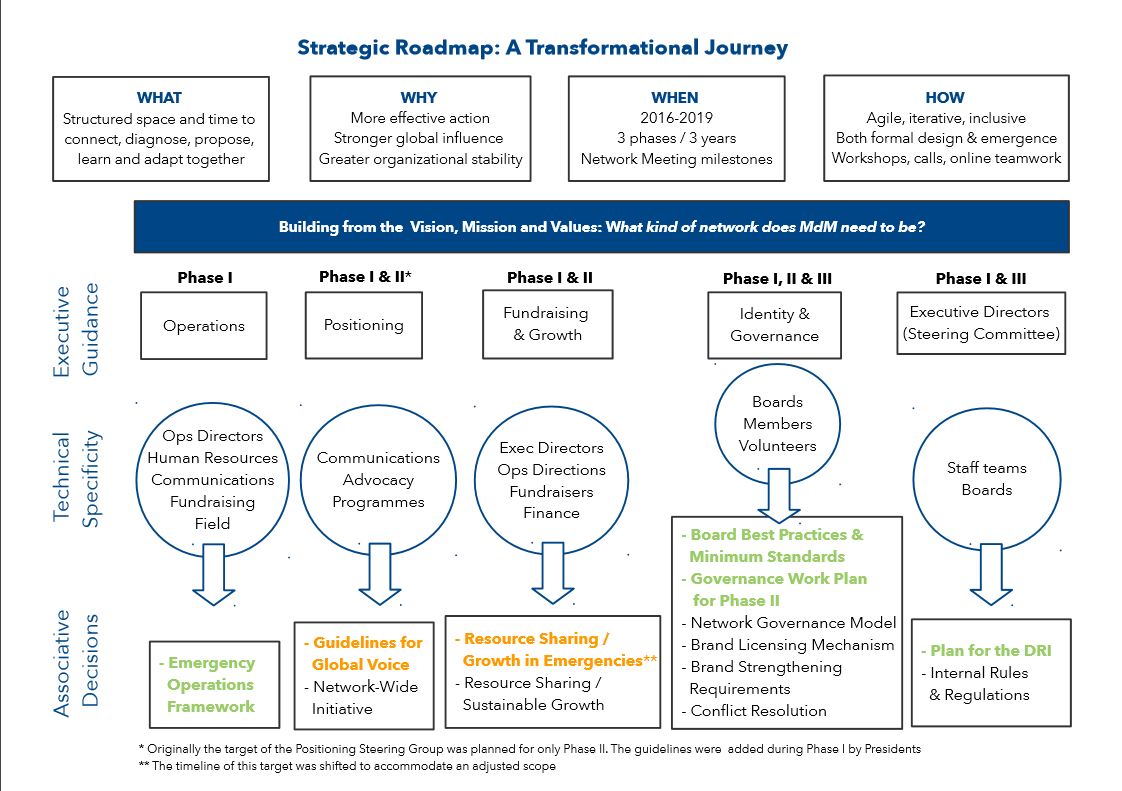 Strategic Roadmap: A Transformational Journey
WHAT
Structured space and time to
connect, diagnose, propose,
learn and adapt together
WHY
More effective action
Stronger global influence
Greater organizational stability
WHEN
2016-2019
3 phases / 3 years
Network Meeting milestones
HOW
Agile, iterative, inclusive
Both formal design & emergence
Workshops, calls, online teamwork
Building from the Vision, Mission and Values: What kind of network does MdM need to be?
Executive
Guidance
Phase I
Operations
Phase I & II*
Positioning
Phase I & II
Fundraising
& Growth
Phase I, II & III
Identity &
Governance
Phase I & III
Executive Directors
(Steering Committee)
Technical
Specificity
Ops Directors
Human Resources
Communications
Fundraising
Field
Communications
Advocacy
Programmes
Exec Directors
Ops Directions
Fundraisers
Finance
Boards
Members
Volunteers
Staff teams
Boards
Associative
Decisions
- Emergency
Operations
Framework
- Guidelines for
Global Voice
- Network-Wide
Initiative
- Resource Sharing /
Growth in Emergencies**
- Resource Sharing /
Sustainable Growth
- Board Best Practices &
Minimum Standards
- Governance Work Plan
for Phase II
- Network Governance Model
- Brand Licensing Mechanism
- Brand Strengthening
Requirements
- Conflict Resolution
- Plan for the DRI
- Internal Rules
& Regulations
* Originally the target of the Positioning Steering Group was planned for only Phase II. The guidelines were added during Phase I by Presidents
** The timeline of this target was shifted to accommodate an adjusted scope